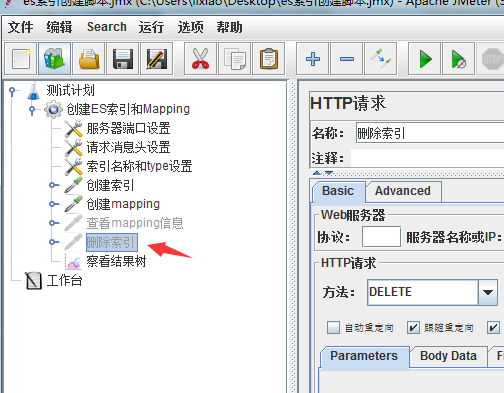 es索引创建脚本.jmx (C:\Users\lixiao\Desktop\es索引创建脚本.jmx) - Apache JMeter (
文件 编辑 Search 运行 选项 帮助
测试计划
创建ES索引和Mapping
服务器端口设置
请求消息头设置
索引名称和type设置
创建索引
创建mapping
查看mapping信息
删除索引
察看结果树
工作台
HTTP请求
名称: 删除索引
注释:
Basic Advanced
Web服务器
协议: 服务器名称或IP:
HTTP请求
方法: DELETE
自动重定向 跟随重定向
Parameters Body Data F